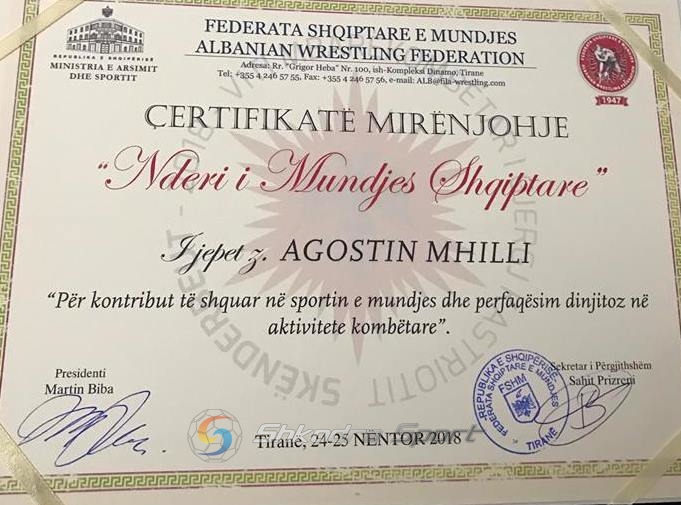 FEDERATA SHQIPTARE E MUNDJES
ALBANIAN WRESTLING FEDERATION
Adresa: Rr. "Grigor Heba" Nr. 100, ish-Kompleksi Dinamo, Tirane
Tel: +355 4 246 57 55, Fax: +355 4 246 57 56, e-mail: ALB@fila-wrestling.com
REPUBLIKA E SHQIPËRISË
MINISTRIA E ARSIMIT
DHE SPORTIT
1947
ÇERTIFIKATË MIRËNJOHJE
"Nderi i Mundjes Shqiptare"
I jepet z. AGOSTIN MHILLI
"Për kontribut të shquar në sportin e mundjes dhe perfaqësim dinjitoz në
aktivitete kombëtare".
Presidenti
Martin Biba
Sekretar i Përgjithshëm
Sahit Prizreni
REPUBLIKA E SHQIPËRISË
FEDERATA SHQIPTARE E MUNDJES
FSHM
TIRANË
Shkodra Sport
Tiranë, 24-25 NËNTOR 2018